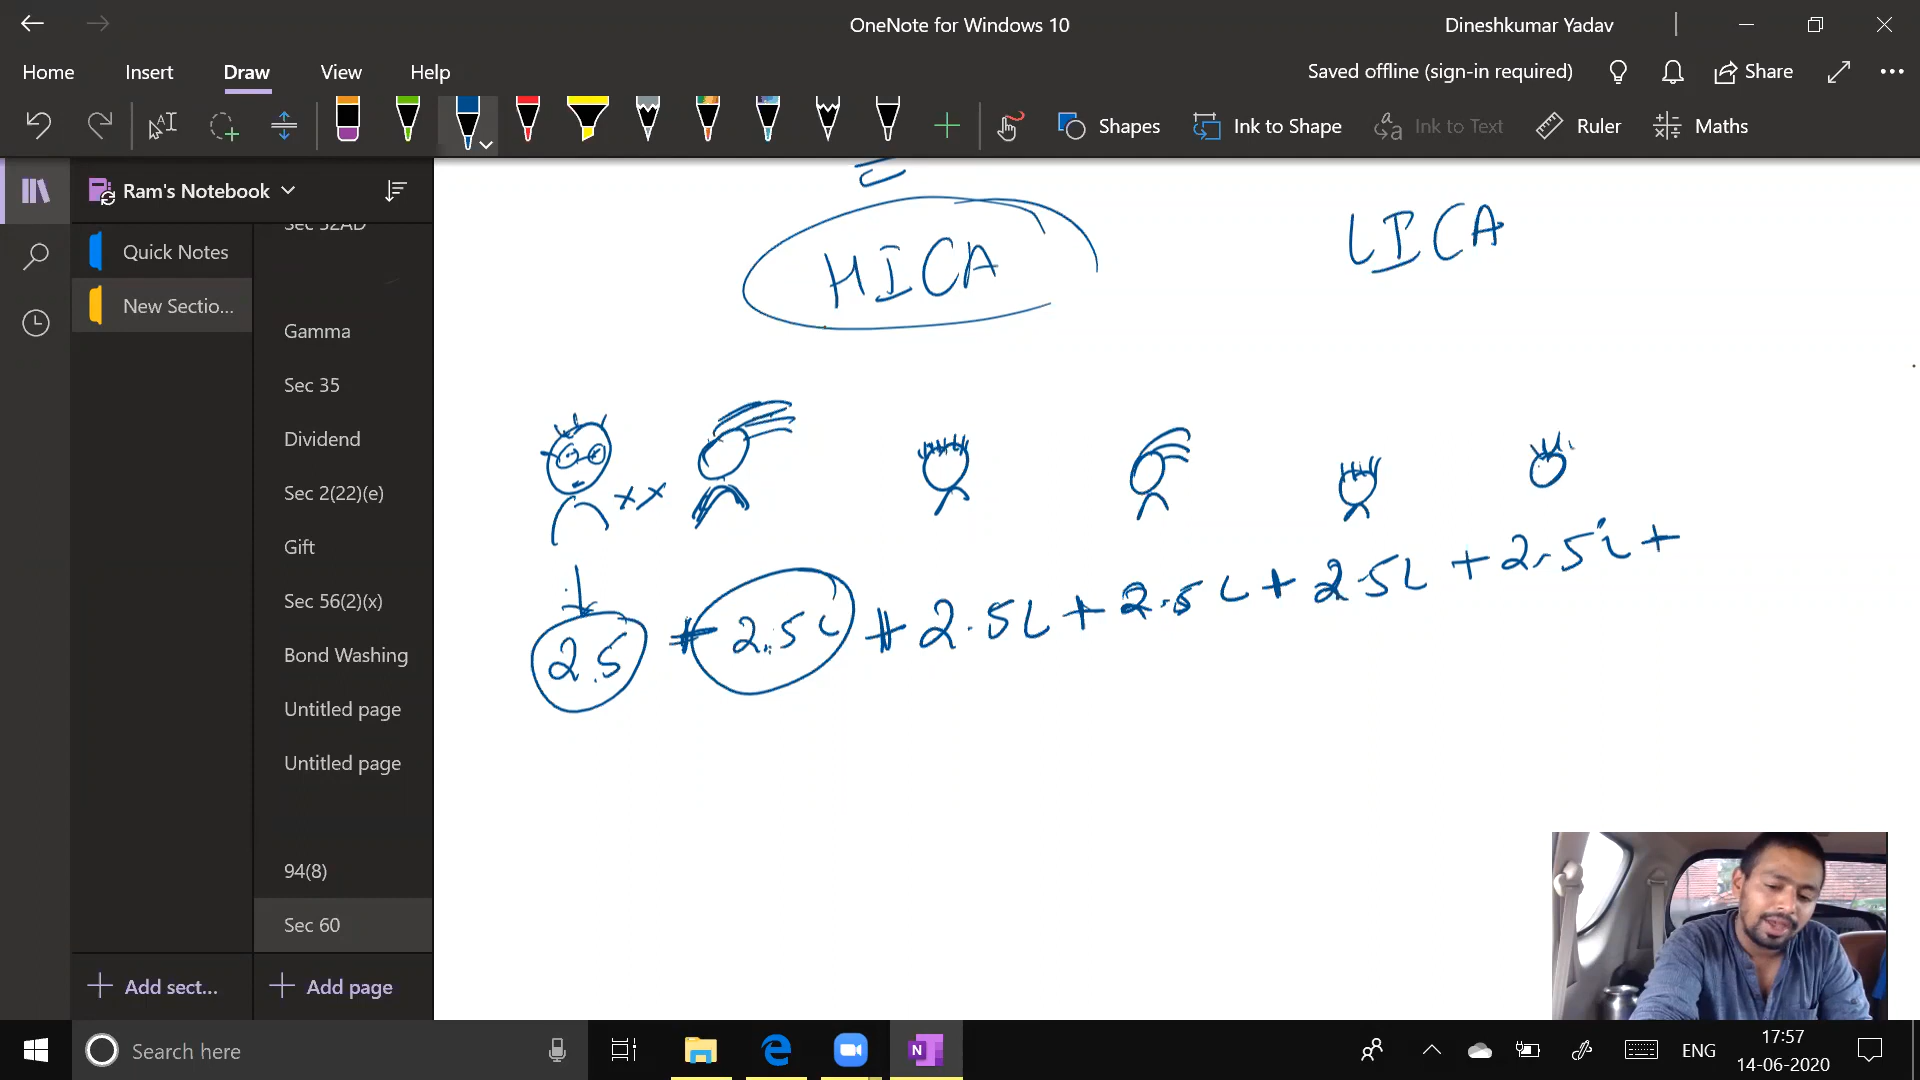 OneNote for Windows 10
Dineshkumar Yadav
Home Insert Draw View Help
Saved offline (sign-in required)
Share
Shapes
Ink to Shape
Ink to Text
Ruler
Maths
Ram's Notebook
Quick Notes
New Sectio...
Sec 32AD
Gamma
Sec 35
Dividend
Sec 2(22)(e)
Gift
Sec 56(2)(x)
Bond Washing
Untitled page
Untitled page
94(8)
Sec 60
Add sect...
Add page
HICA LICA
x x
2.5 + 2.5L + 2.5L + 2.5L + 2.5L + 2.5L +
Search here
ENG
17:57
14-06-2020